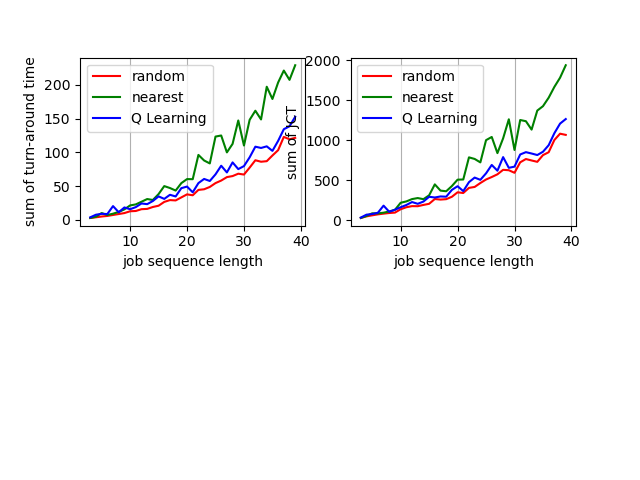 sum of turn-around time
200
150
100
50
0
random
nearest
Q Learning
10
20
30
40
job sequence length
sum of JCT
2000
1500
1000
500
0
random
nearest
Q Learning
10
20
30
40
job sequence length